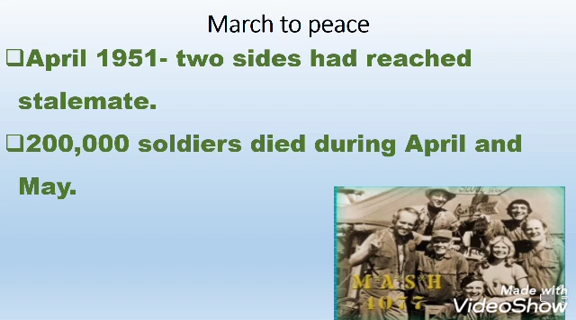 March to peace
❑April 1951- two sides had reached
stalemate.
❑200,000 soldiers died during April and
May.
M*A*S*H
4077
Made with
VideoShow